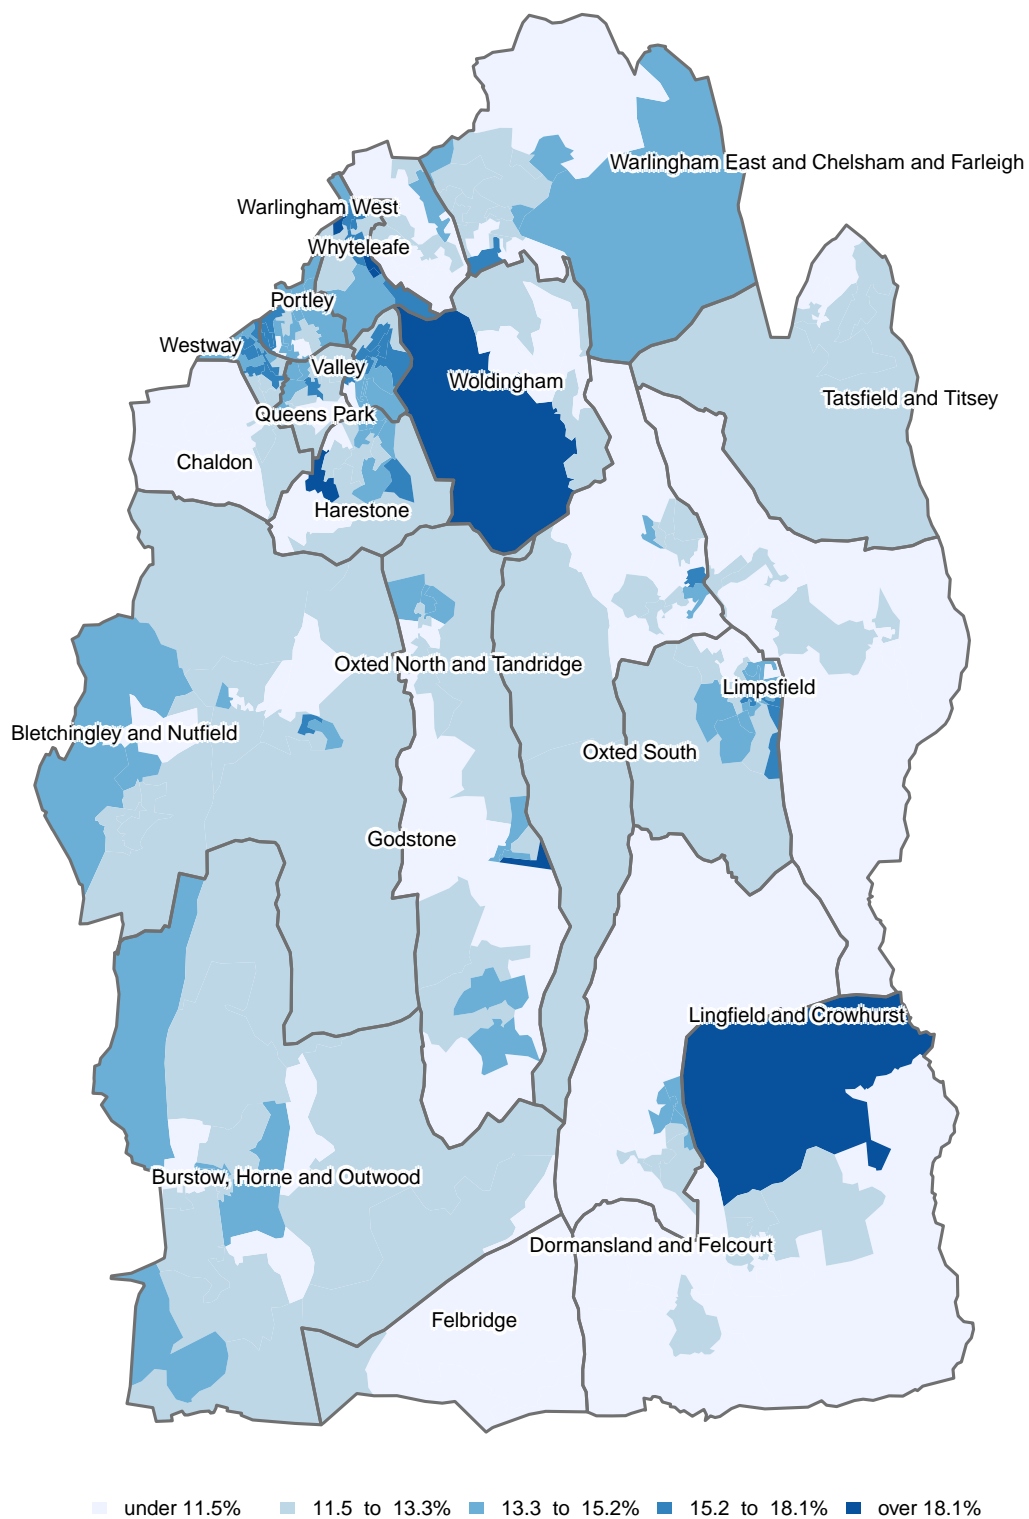 Warlingham East and Chelsham and Farleigh
Warlingham West
Whyteleafe
Portley
Westway
Valley
Woldingham
Tatsfield and Titsey
Queens Park
Chaldon
Harestone
Oxted North and Tandridge
Limpsfield
Bletchingley and Nutfield
Oxted South
Godstone
Lingfield and Crowhurst
Burstow, Horne and Outwood
Dormansland and Felcourt
Felbridge
under 11.5% 11.5 to 13.3% 13.3 to 15.2% 15.2 to 18.1% over 18.1%